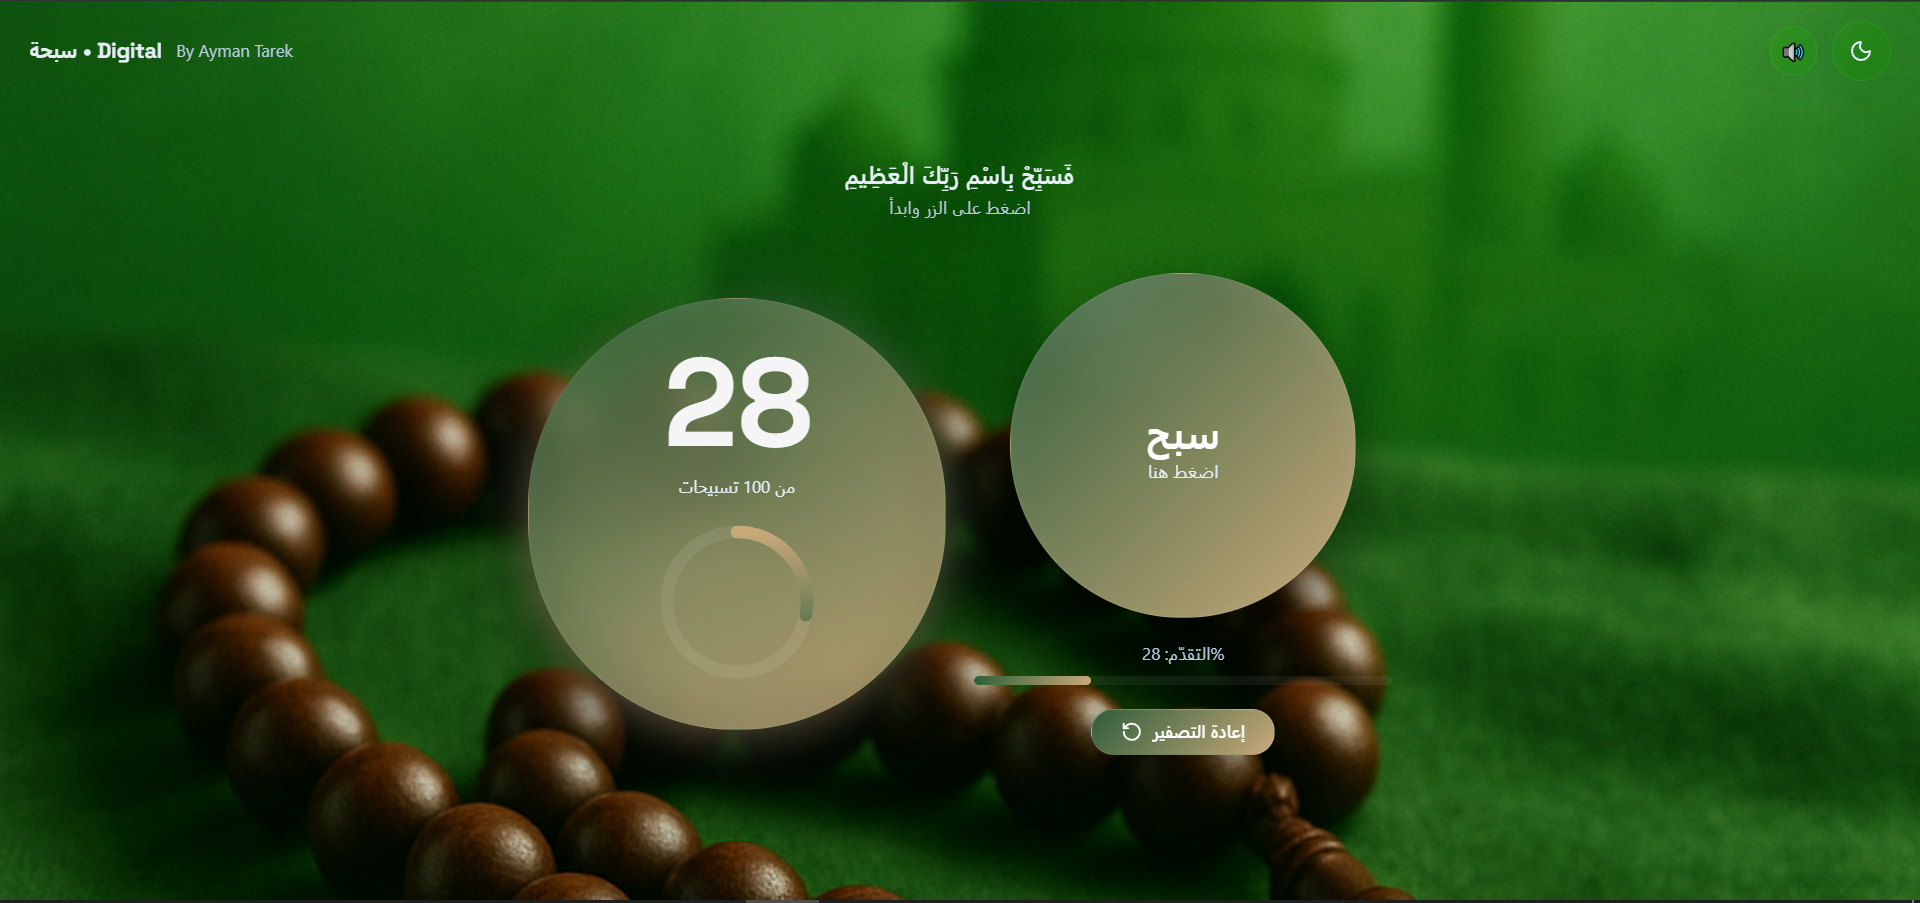 سبحة • Digital By Ayman Tarek
فَسَبِّحْ بِاسْمِ رَبِّكَ الْعَظِيمِ
اضغط على الزر وابدأ
28
من 100 تسبيحات
سبح
اضغط هنا
التقدّم: 28%
إعادة التصفير